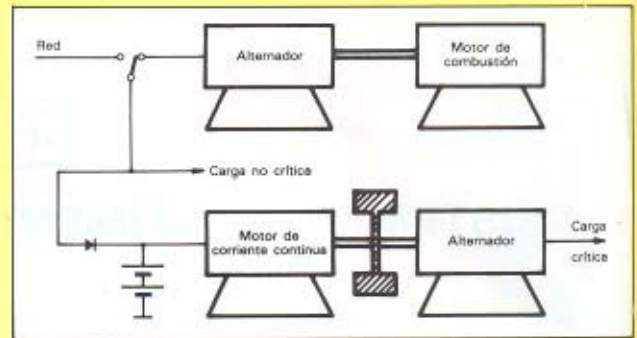 Red
Alternador
Motor de
combustión
Carga no crítica
Motor de
corriente continua
Alternador
Carga
crítica